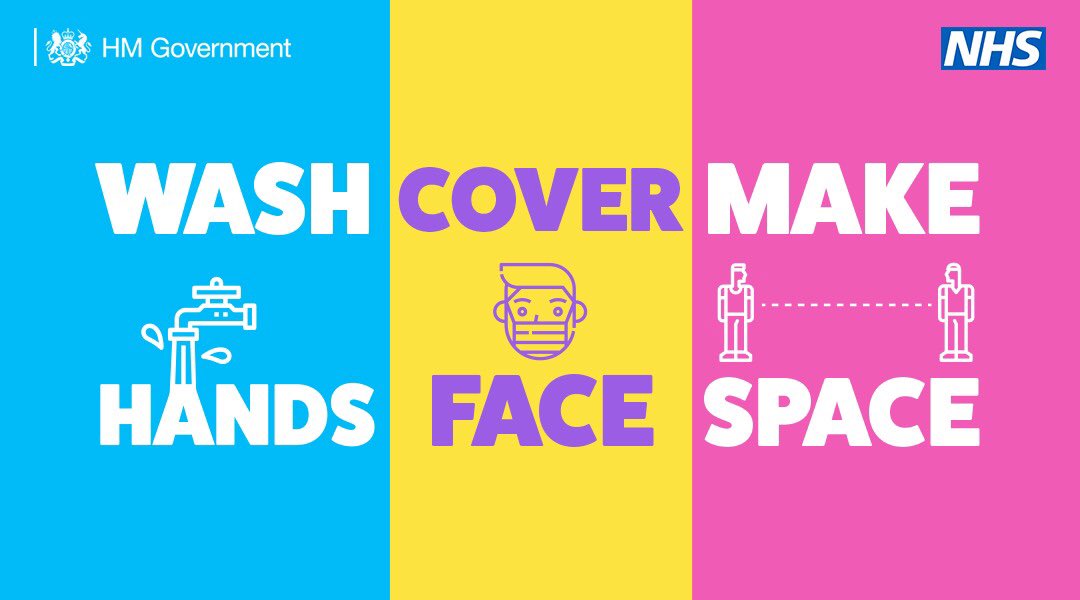 HM Government
NHS
WASH
HANDS
COVER
FACE
MAKE
SPACE